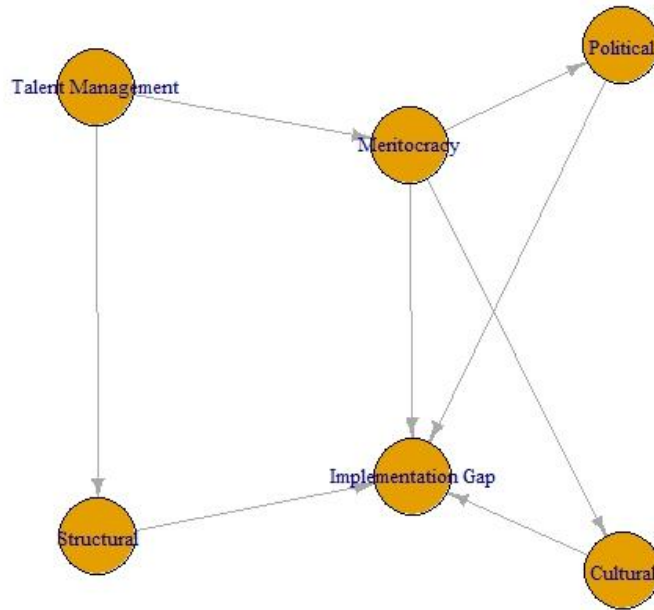 Political
Talent Management
Meritocracy
Implementation Gap
Structural
Cultural